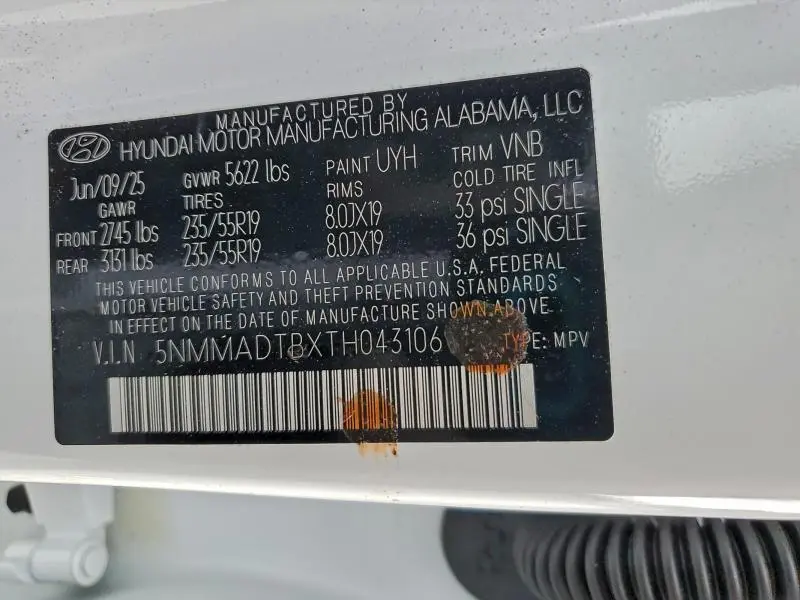 MANUFACTURED BY
HYUNDAI MOTOR MANUFACTURING ALABAMA, LLC
Jun/09/25 GVWR 5622 lbs PAINT UYH TRIM VNB
GAWR TIRES RIMS COLD TIRE INFL
FRONT 2745 lbs 235/55R19 8.0JX19 33 psi SINGLE
REAR 3131 lbs 235/55R19 8.0JX19 36 psi SINGLE
THIS VEHICLE CONFORMS TO ALL APPLICABLE U.S.A. FEDERAL
MOTOR VEHICLE SAFETY AND THEFT PREVENTION STANDARDS
IN EFFECT ON THE DATE OF MANUFACTURE SHOWN ABOVE.
V.I.N 5NMMADTBXTH043106 TYPE: MPV